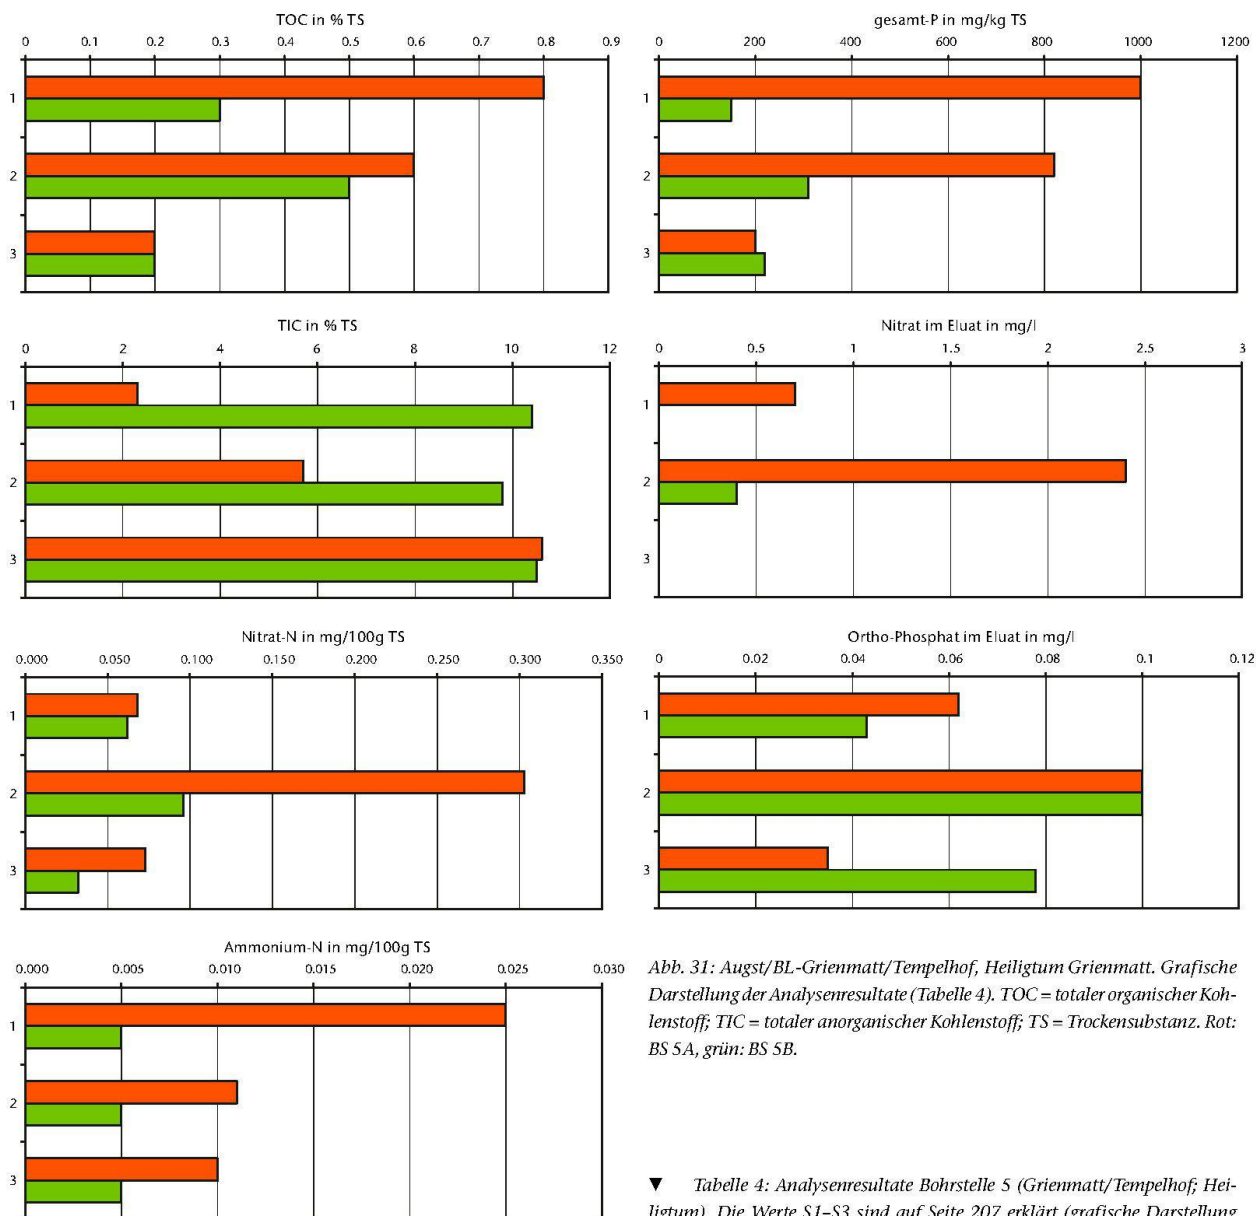 TOC in % TS
0 0.1 0.2 0.3 0.4 0.5 0.6 0.7 0.8 0.9
1
2
3
gesamt-P in mg/kg TS
0 200 400 600 800 1000 1200
1
2
3
TIC in % TS
0 2 4 6 8 10 12
1
2
3
Nitrat im Eluat in mg/l
0 0.5 1 1.5 2 2.5 3
1
2
3
Nitrat-N in mg/100g TS
0.000 0.050 0.100 0.150 0.200 0.250 0.300 0.350
1
2
3
Ortho-Phosphat im Eluat in mg/l
0 0.02 0.04 0.06 0.08 0.1 0.12
1
2
3
Ammonium-N in mg/100g TS
0.000 0.005 0.010 0.015 0.020 0.025 0.030
1
2
3
Abb. 31: Augst/BL-Grienmatt/Tempelhof, Heiligtum Grienmatt. Grafische
Darstellung der Analysenresultate (Tabelle 4). TOC = totaler organischer Koh-
lenstoff; TIC = totaler anorganischer Kohlenstoff; TS = Trockensubstanz. Rot:
BS 5A, grün: BS 5B.
▼ Tabelle 4: Analysenresultate Bohrstelle 5 (Grienmatt/Tempelhof; Hei-
ligtum). Die Werte S1–S3 sind auf Seite 207 erklärt (grafische Darstellung